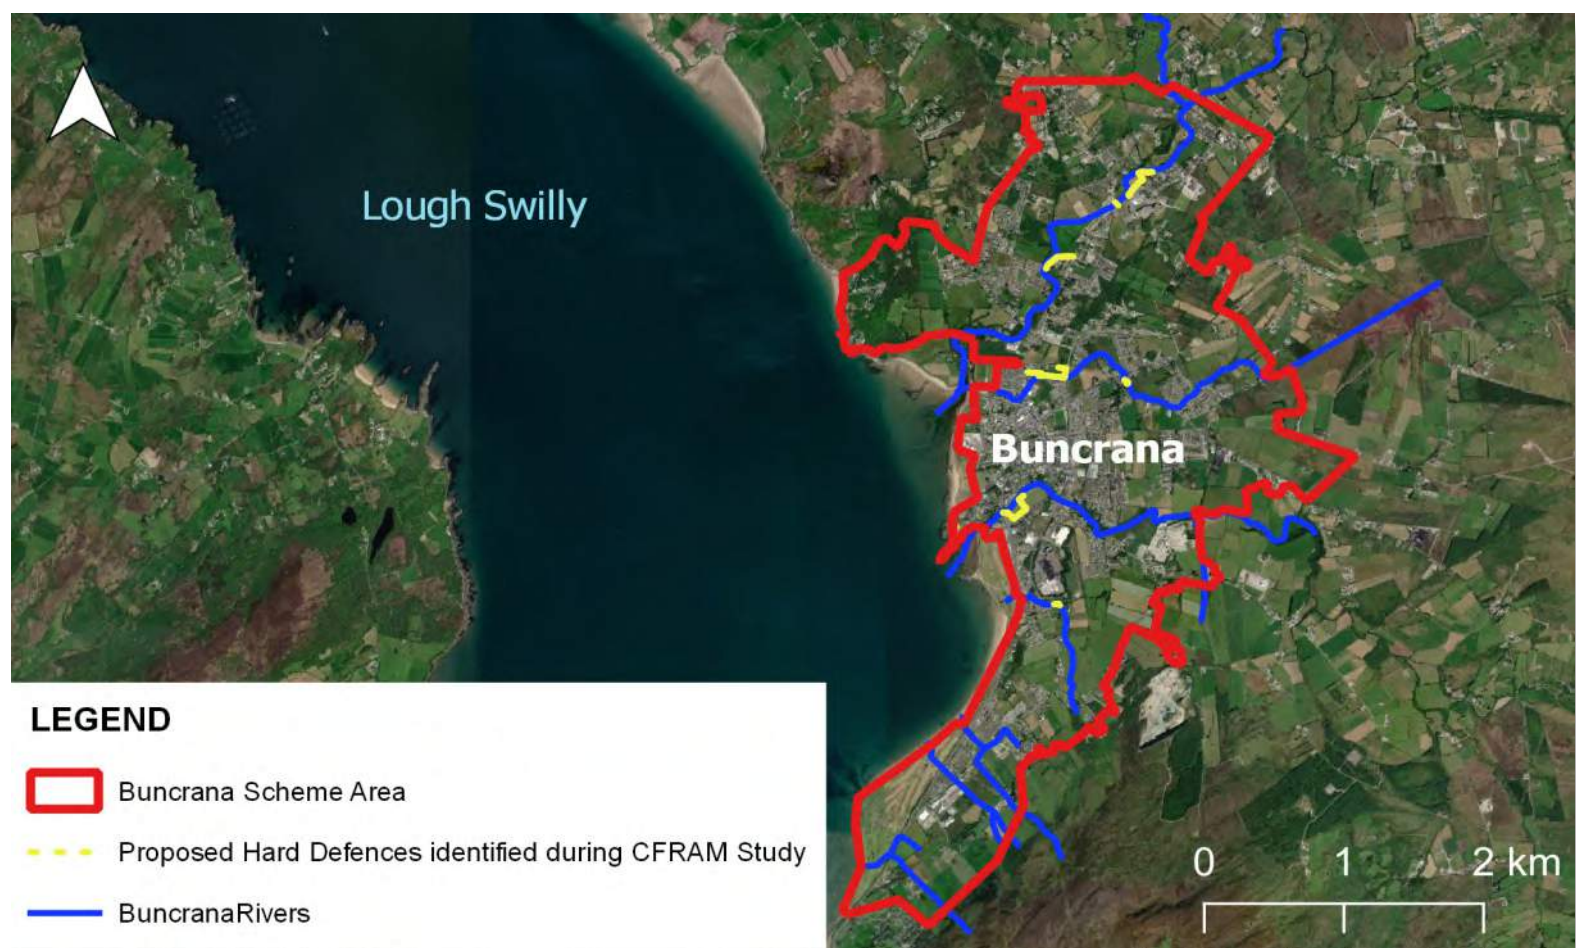 Lough Swilly
Buncrana
LEGEND
Buncrana Scheme Area
Proposed Hard Defences identified during CFRAM Study
BuncranaRivers
0 1 2 km